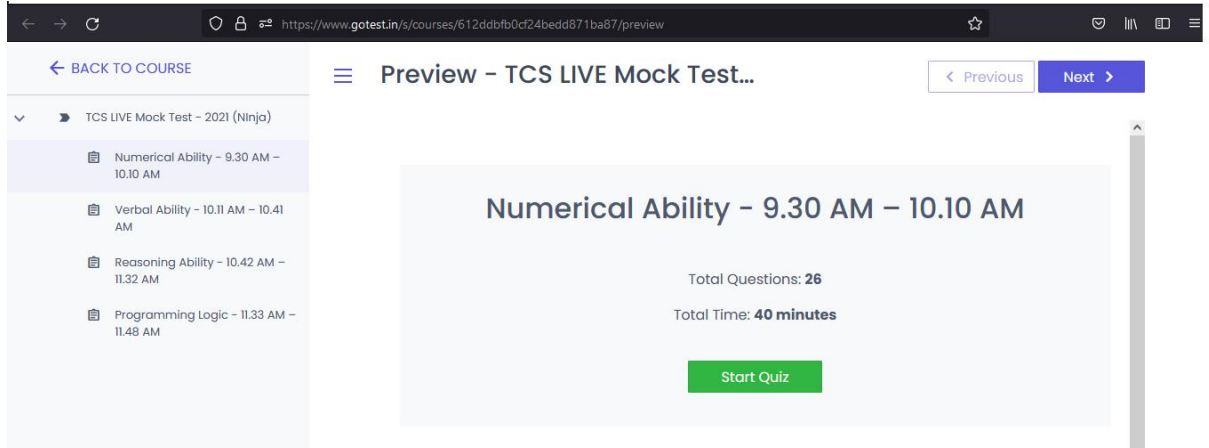 https://www.gotest.in/s/courses/612ddbfb0cf24bedd871ba87/preview
BACK TO COURSE
TCS LIVE Mock Test - 2021 (NInja)
Numerical Ability - 9.30 AM –
10.10 AM
Verbal Ability - 10.11 AM – 10.41
AM
Reasoning Ability - 10.42 AM –
11.32 AM
Programming Logic - 11.33 AM –
11.48 AM
Preview - TCS LIVE Mock Test...
Previous
Next
Numerical Ability - 9.30 AM – 10.10 AM
Total Questions: 26
Total Time: 40 minutes
Start Quiz